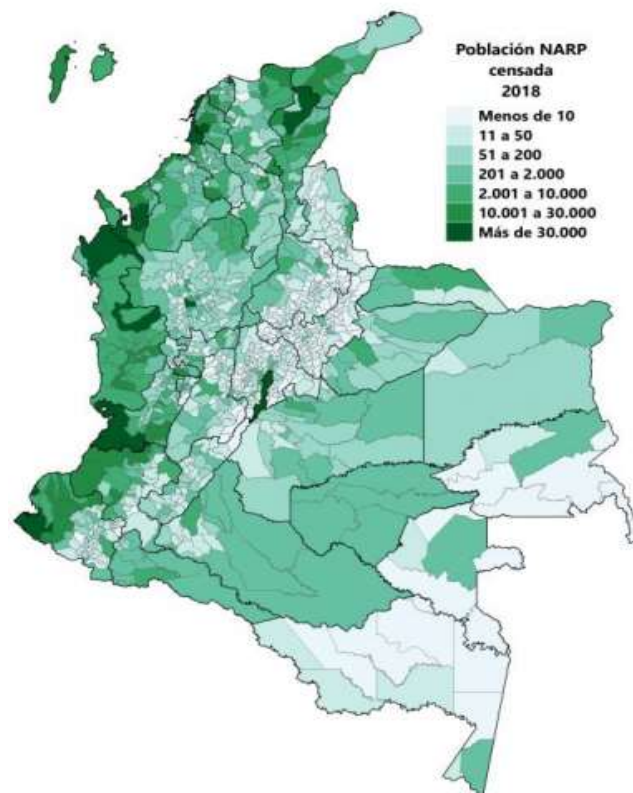 Población NARP
censada
2018
Menos de 10
11 a 50
51 a 200
201 a 2.000
2.001 a 10.000
10.001 a 30.000
Más de 30.000